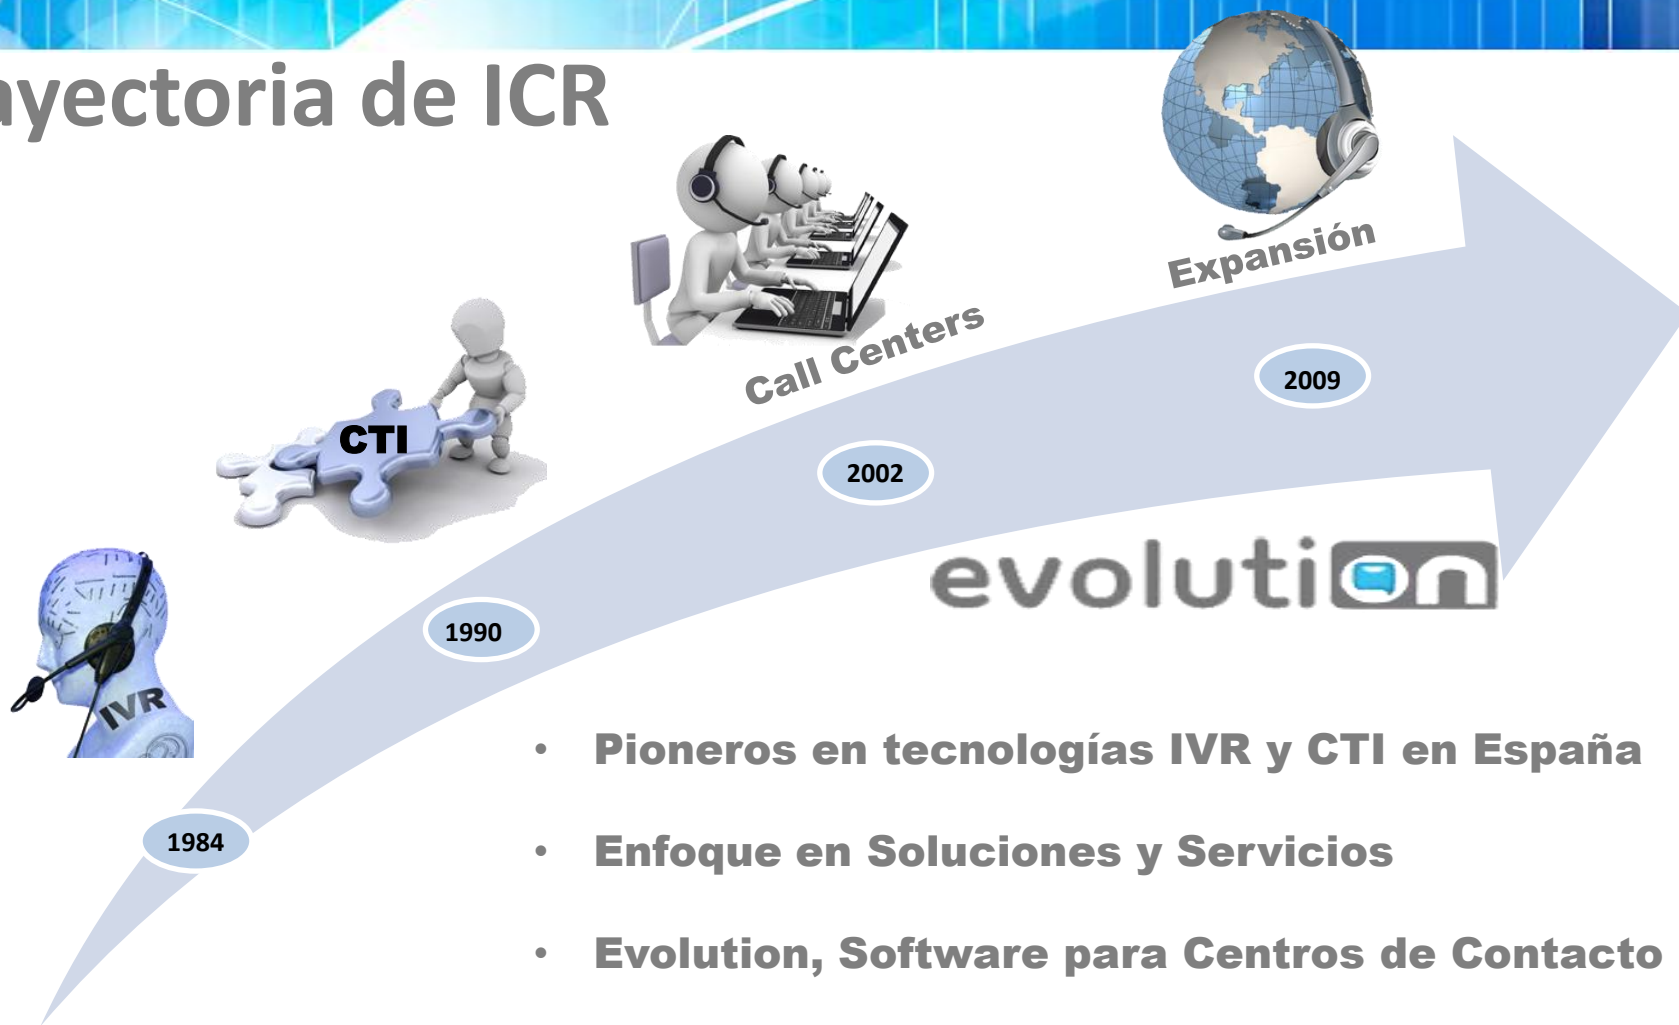 ayectoria de ICR
Expansión
Call Centers
2009
CTI
2002
evolution
1990
IVR
• Pioneros en tecnologías IVR y CTI en España
1984
• Enfoque en Soluciones y Servicios
• Evolution, Software para Centros de Contacto